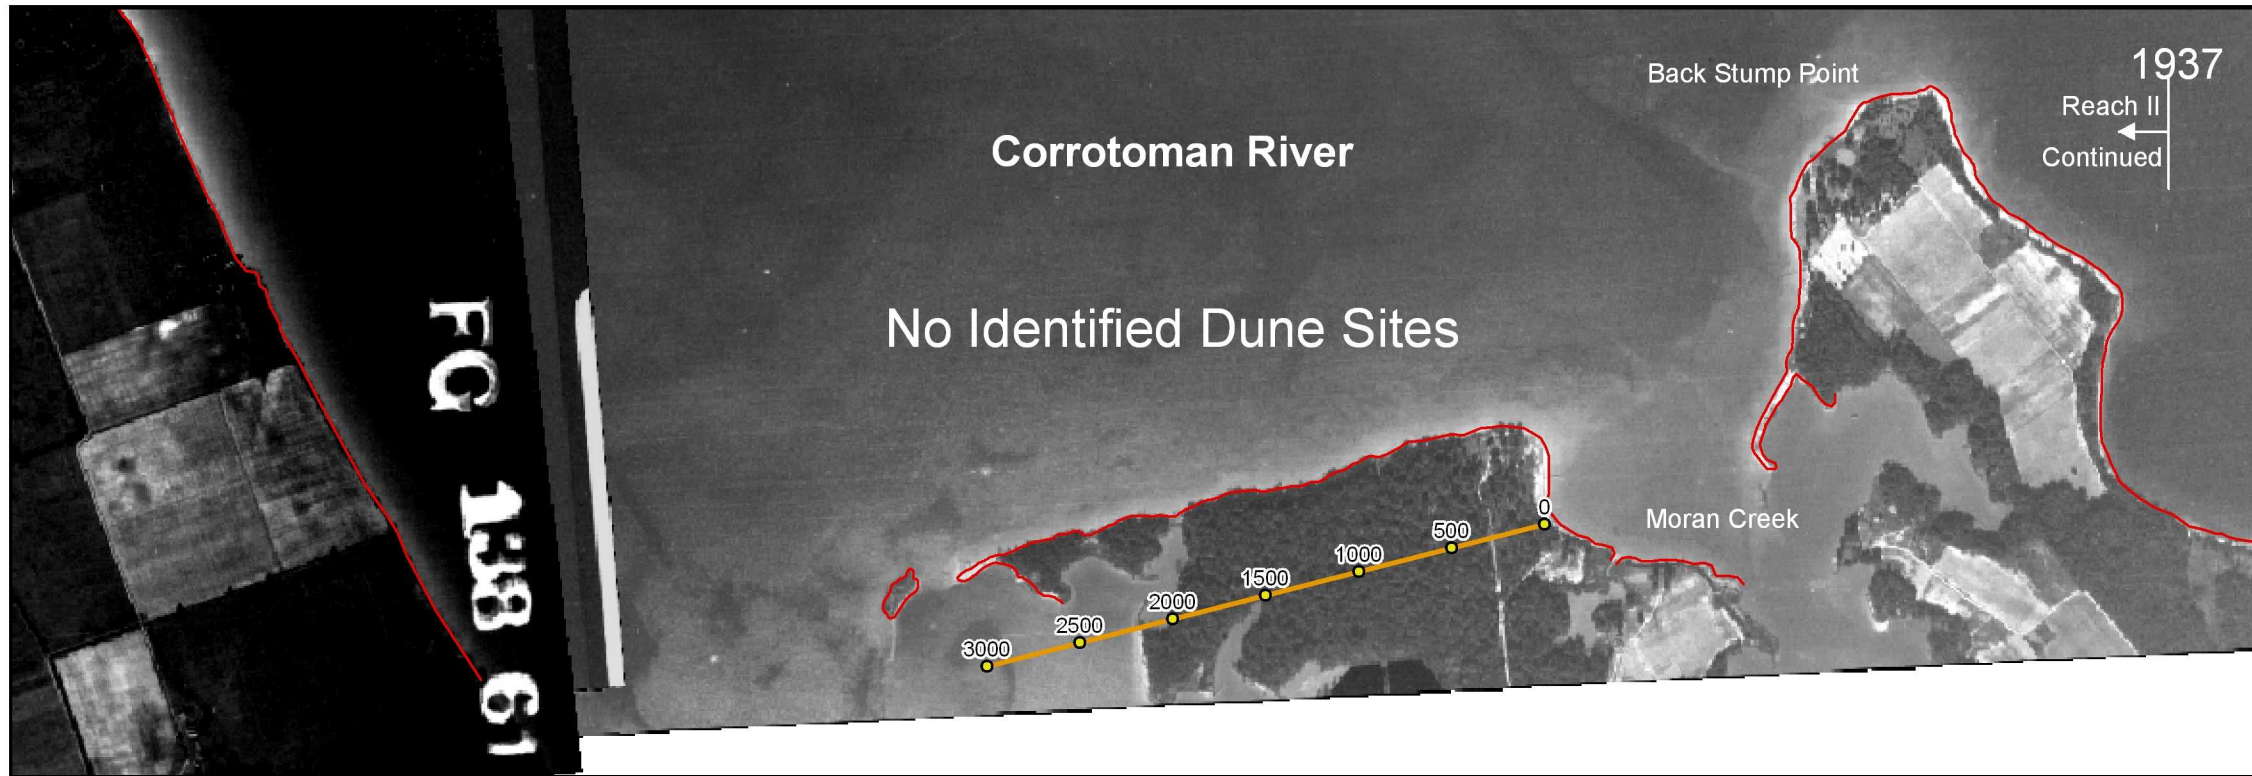 1937
Back Stump Point
Reach II
Continued
Corrotoman River
No Identified Dune Sites
FG 138 61
Moran Creek
0
500
1000
1500
2000
2500
3000